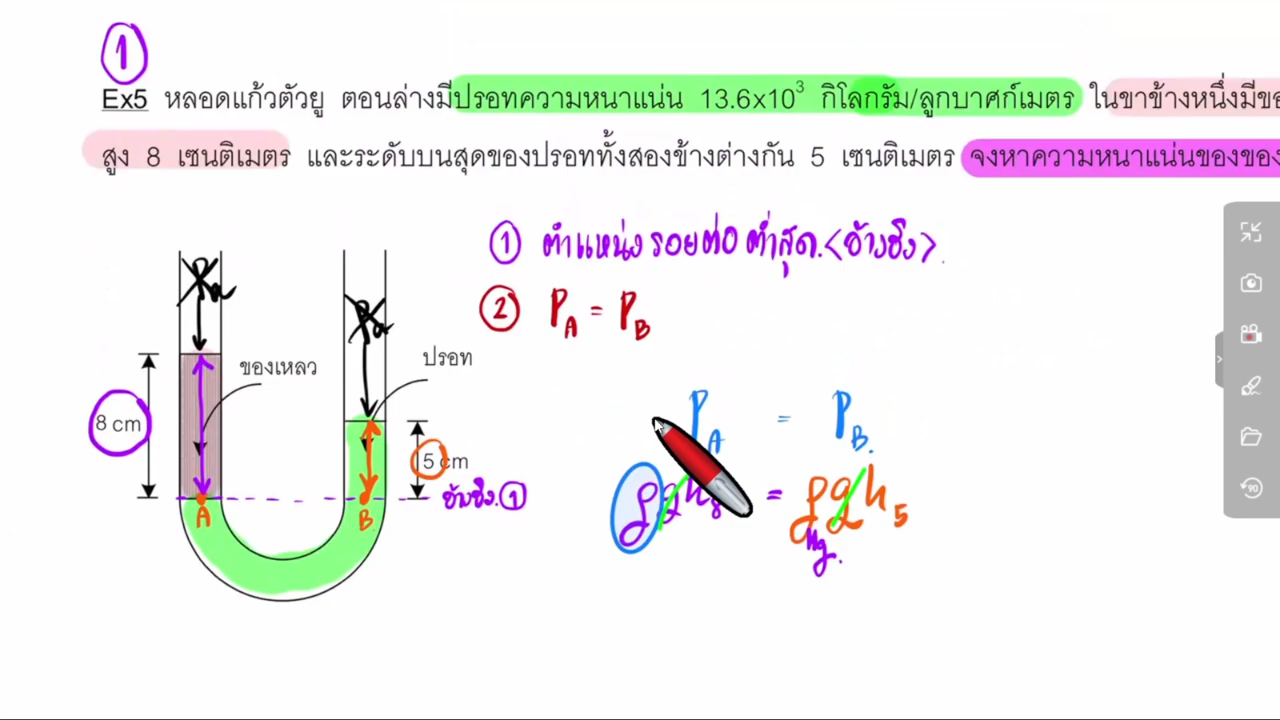 1
Ex5 หลอดแก้วตัวยู ตอนล่างมีปรอทความหนาแน่น 13.6x10³ กิโลกรัม/ลูกบาศก์เมตร ในขาข้างหนึ่งมีขอ
สูง 8 เซนติเมตร และระดับบนสุดของปรอททั้งสองข้างต่างกัน 5 เซนติเมตร จงหาความหนาแน่นของของ
① ตำแหน่งรอยต่อ ต่ำสุด.<อ้างอิง>.
② P_A = P_B
Pa
Pa
ของเหลว
ปรอท
8 cm
5 cm
A
B
อ้างอิง.①
P_A = P_B.
ρgh₈ = ρ_Hg. g h₅
90